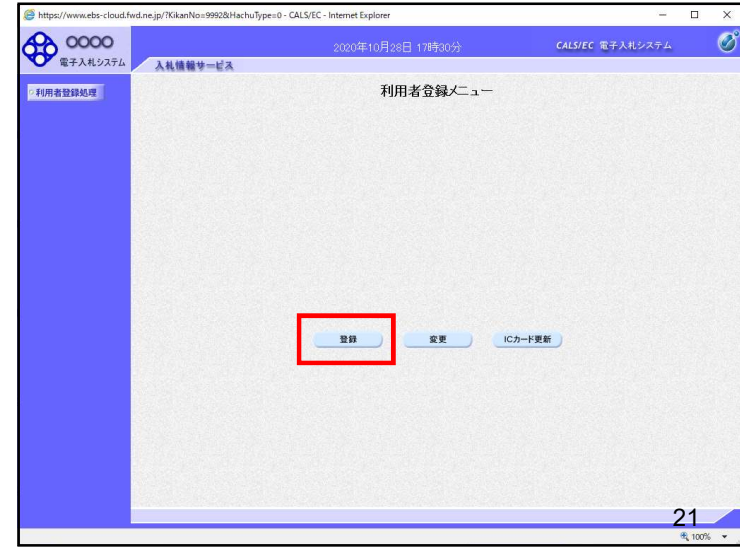 https://www.ebs-cloud.fwd.ne.jp/?KikanNo=9992&HachuType=0 - CALS/EC - Internet Explorer
○○○○
電子入札システム
2020年10月28日 17時30分
CALS/EC 電子入札システム
入札情報サービス
利用者登録処理
利用者登録メニュー
登録
変更
ICカード更新
21
100%